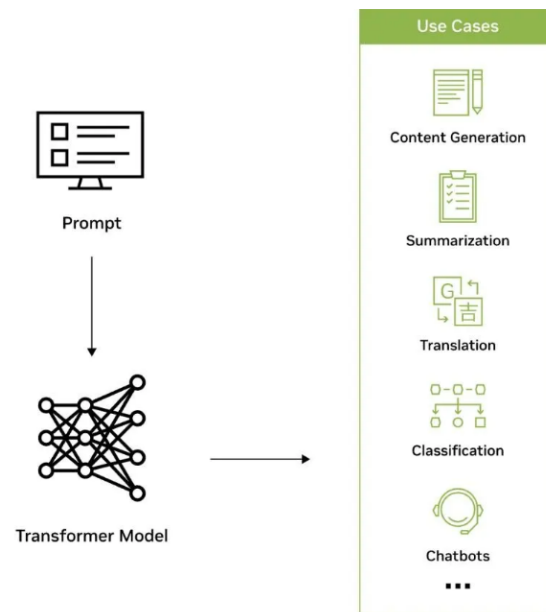 Use Cases
Prompt
Transformer Model
Content Generation
Summarization
G
吉
Translation
Classification
Chatbots
...